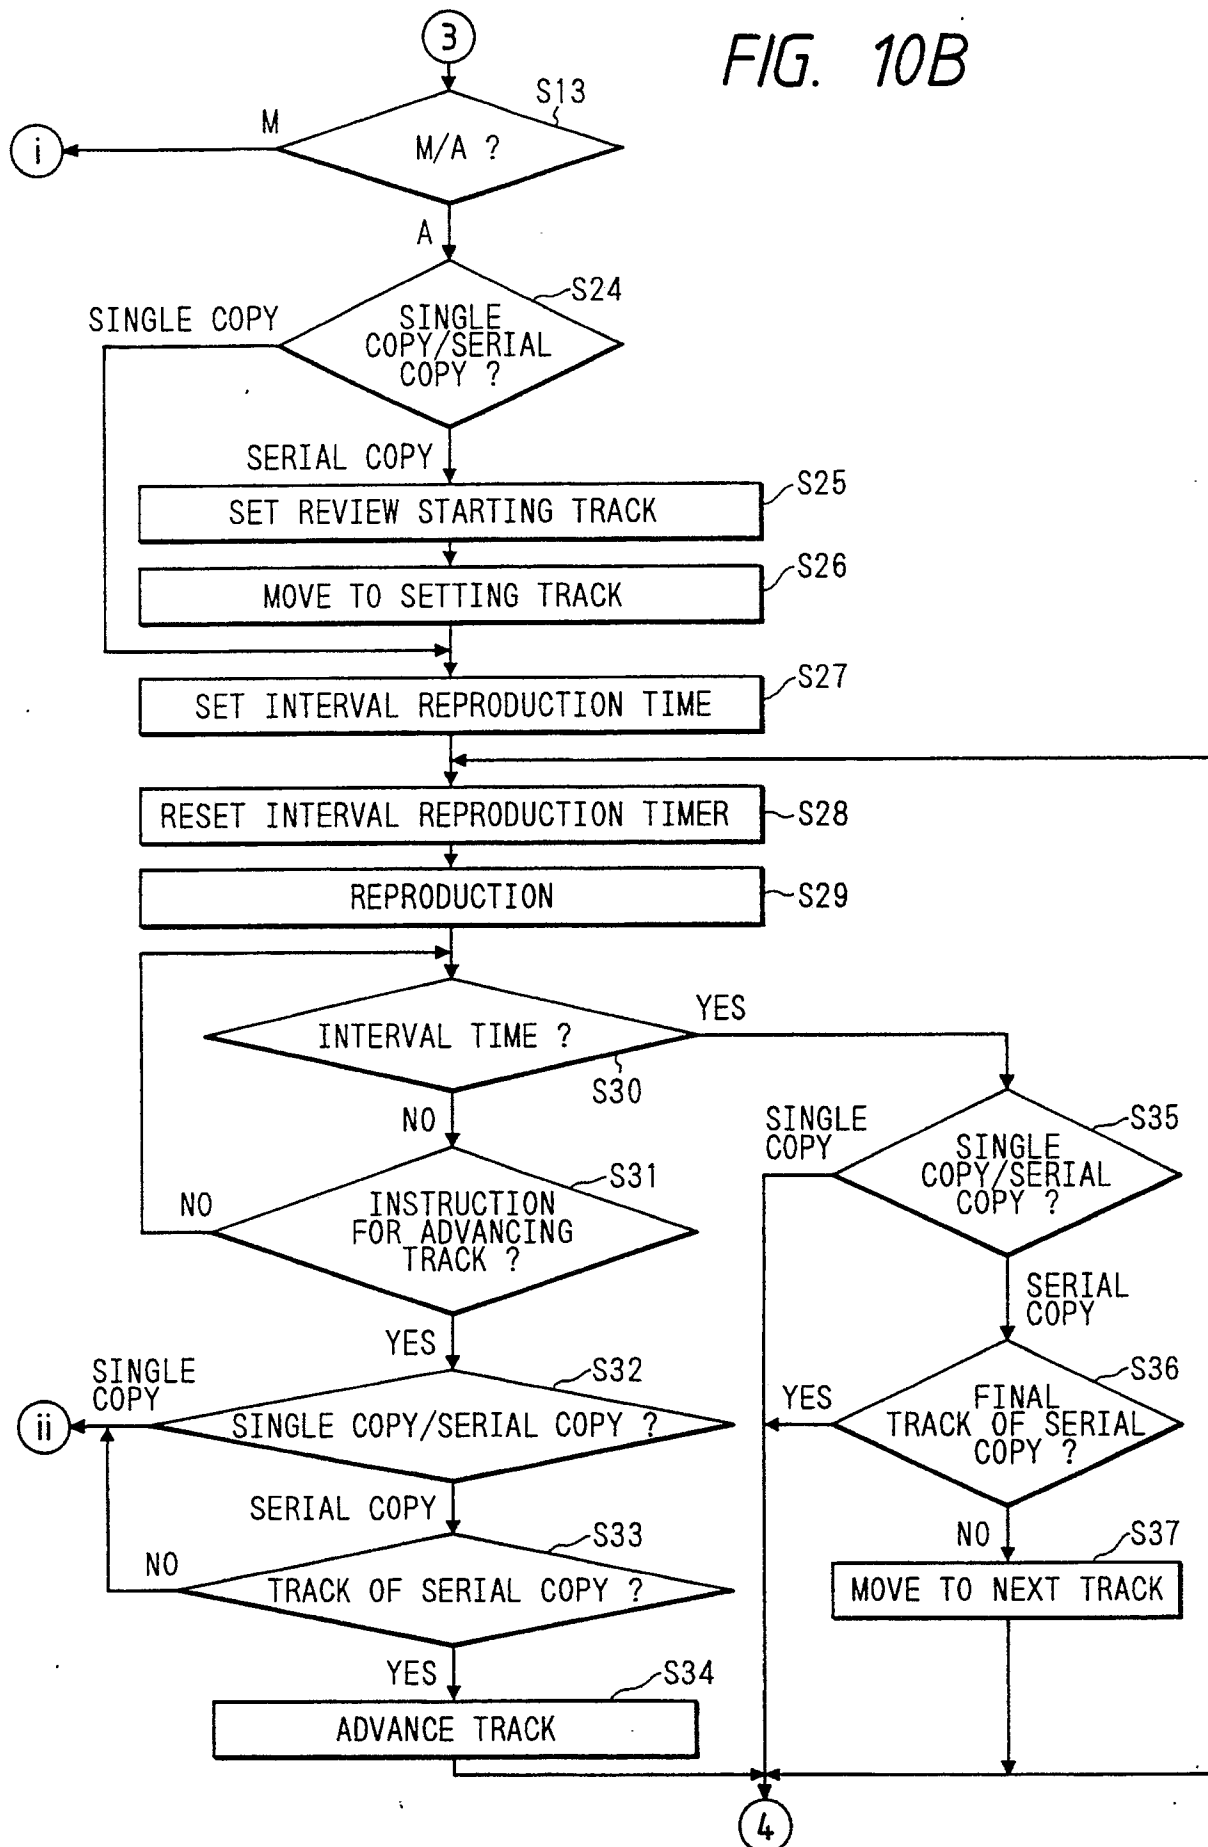 FIG. 10B
3
S13
M
M/A ?
i
A
S24
SINGLE COPY
SINGLE
COPY/SERIAL
COPY ?
SERIAL COPY
S25
SET REVIEW STARTING TRACK
S26
MOVE TO SETTING TRACK
S27
SET INTERVAL REPRODUCTION TIME
RESET INTERVAL REPRODUCTION TIMER
S28
REPRODUCTION
S29
INTERVAL TIME ?
YES
S30
NO
S31
NO
INSTRUCTION
FOR ADVANCING
TRACK ?
YES
S32
SINGLE
COPY
ii
SINGLE COPY/SERIAL COPY ?
SERIAL COPY
S33
NO
TRACK OF SERIAL COPY ?
YES
S34
ADVANCE TRACK
SINGLE
COPY
S35
SINGLE
COPY/SERIAL
COPY ?
SERIAL
COPY
S36
YES
FINAL
TRACK OF SERIAL
COPY ?
NO
S37
MOVE TO NEXT TRACK
4